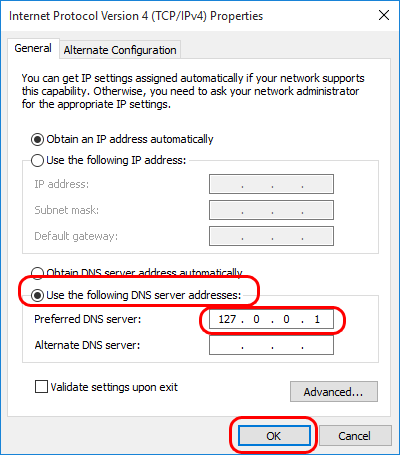 Internet Protocol Version 4 (TCP/IPv4) Properties
General
Alternate Configuration
You can get IP settings assigned automatically if your network supports
this capability. Otherwise, you need to ask your network administrator
for the appropriate IP settings.
Obtain an IP address automatically
Use the following IP address:
IP address:
. . .
Subnet mask:
. . .
Default gateway:
. . .
Obtain DNS server address automatically
Use the following DNS server addresses:
Preferred DNS server:
127 . 0 . 0 . 1
Alternate DNS server:
. . .
Validate settings upon exit
Advanced...
OK
Cancel